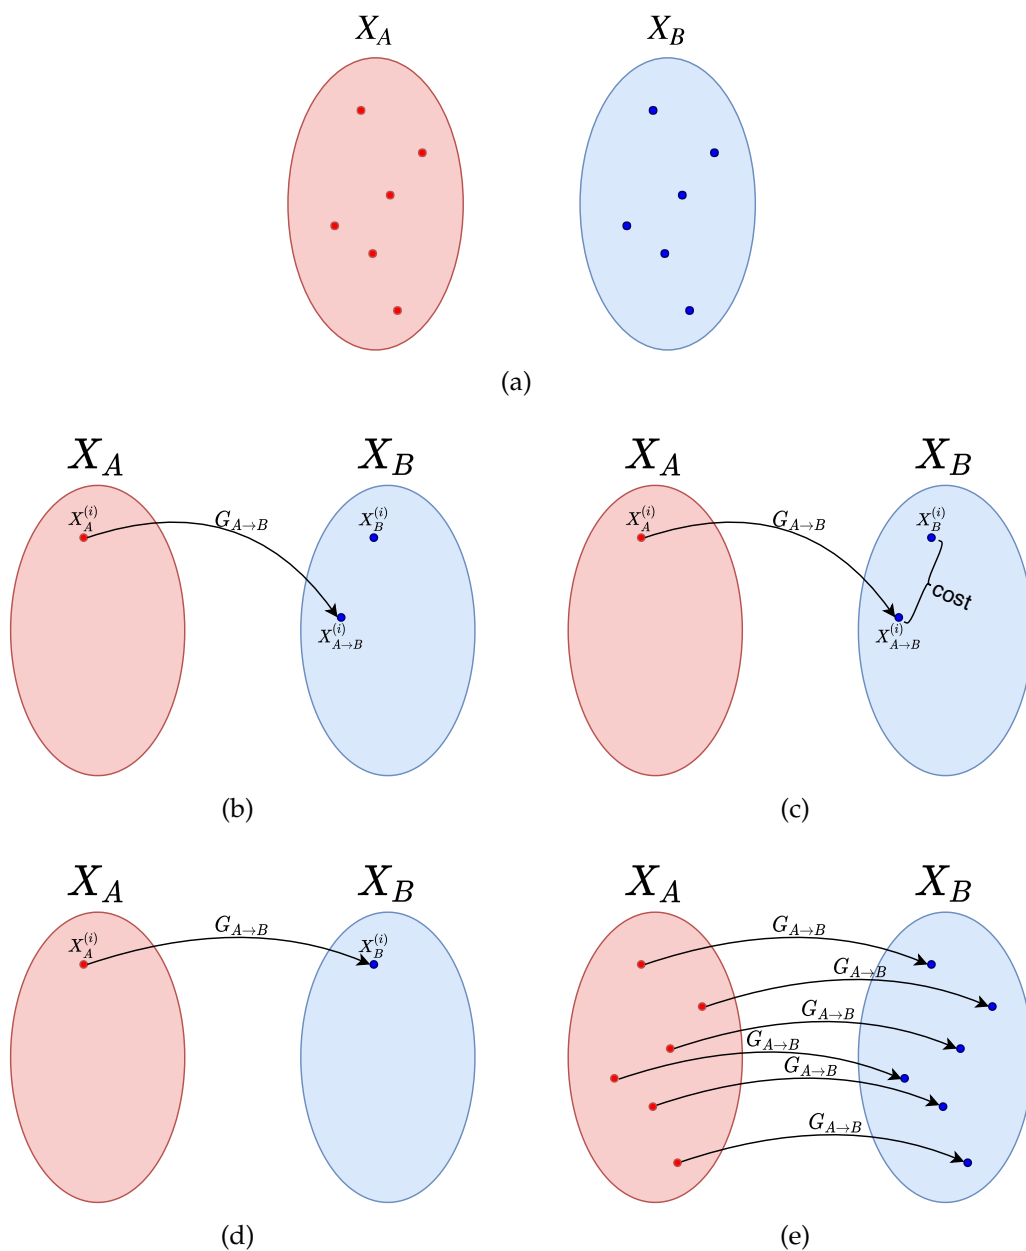 X_A X_B
(a)
X_A X_B
X_A^{(i)} G_{A→B} X_B^{(i)}
X_{A→B}^{(i)}
(b)
X_A X_B
X_A^{(i)} G_{A→B} X_B^{(i)}
cost
X_{A→B}^{(i)}
(c)
X_A X_B
X_A^{(i)} G_{A→B} X_B^{(i)}
(d)
X_A X_B
G_{A→B}
G_{A→B}
G_{A→B}
G_{A→B}
G_{A→B}
G_{A→B}
(e)